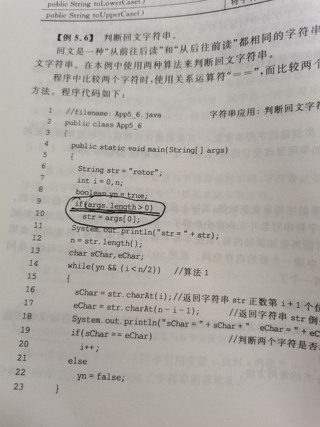 public String toLowerCase()
public String toUpperCase()
【例 5.6】 判断回文字符串。
回文是一种“从前往后读”和“从后往前读”都相同的字符串
文字符串。在本例中使用两种算法来判断回文字符串。
程序中比较两个字符时,使用关系运算符“==”,而比较两个
方法。程序代码如下:
1 //filename: App5_6.java 字符串应用: 判断回文字符
2 public class App5_6
3 {
4 public static void main(String[] args)
5 {
6 String str = "rotor";
7 int i = 0,n;
8 boolean yn = true;
9 if(args.length > 0)
10 str = args[0];
11 System.out.println("str = " + str);
12 n = str.length();
13 char sChar,eChar;
14 while(yn && (i < n/2)) //算法 1
15 {
16 sChar = str.charAt(i);//返回字符串 str 正数第 i + 1 个位
17 eChar = str.charAt(n - i - 1); //返回字符串 str 倒
18 System.out.println("sChar = " + sChar + " eChar = " + eC
19 if(sChar == eChar) //判断两个字符是否
20 i++;
21 else
22 yn = false;
23 }